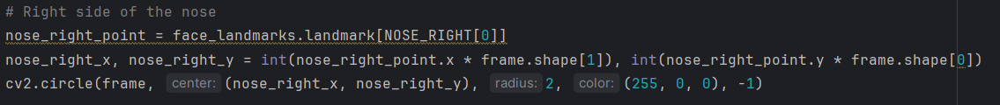 # Right side of the nose
nose_right_point = face_landmarks.landmark[NOSE_RIGHT[0]]
nose_right_x, nose_right_y = int(nose_right_point.x * frame.shape[1]), int(nose_right_point.y * frame.shape[0])
cv2.circle(frame, center: (nose_right_x, nose_right_y), radius: 2, color: (255, 0, 0), -1)